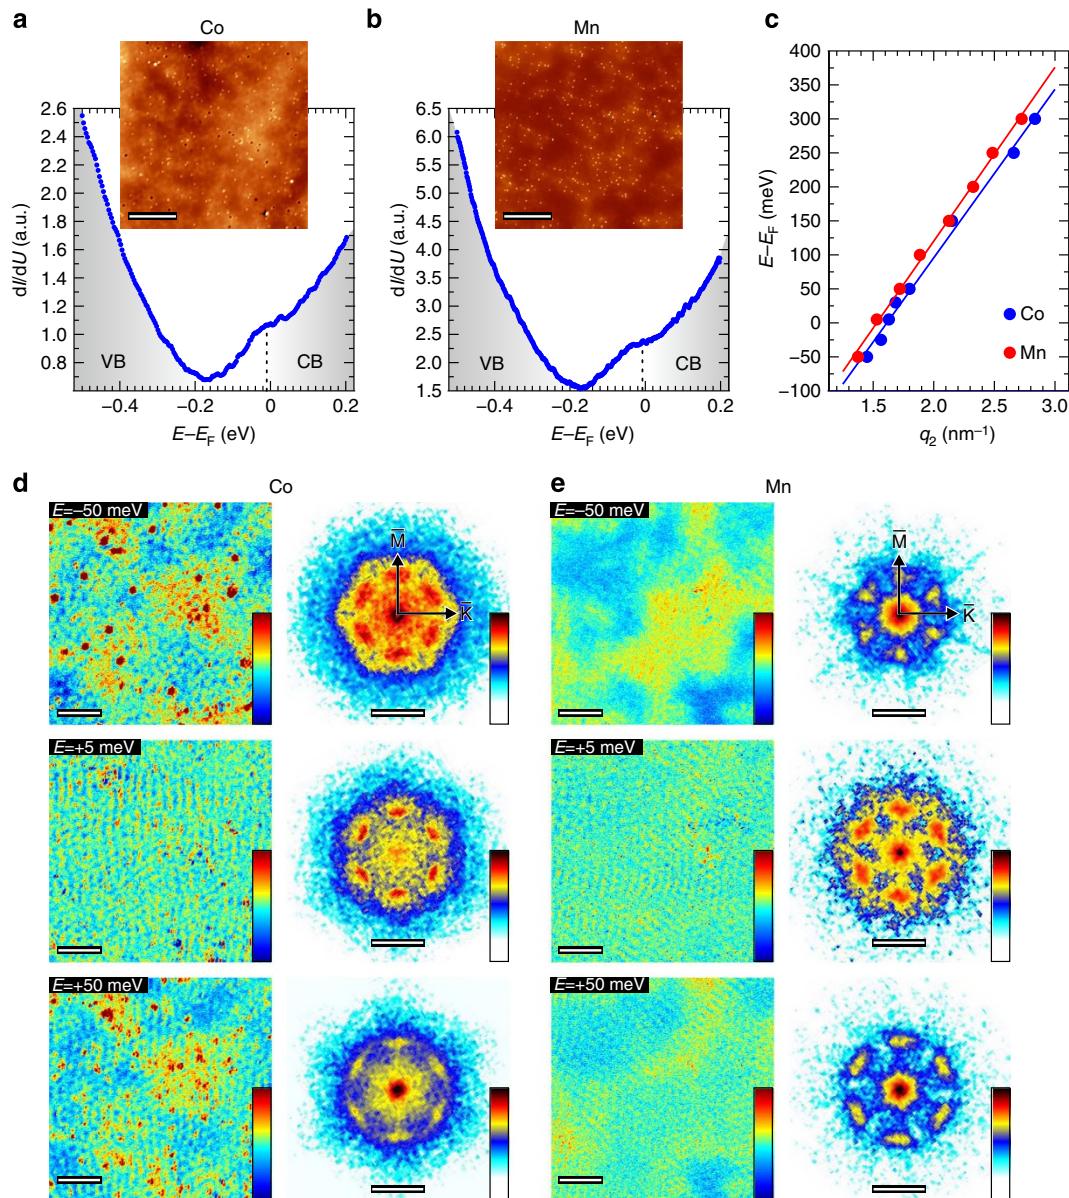 a
Co
2.6
2.4
2.2
2.0
1.8
1.6
1.4
1.2
1.0
0.8
dI/dU (a.u.)
VB
CB
−0.4
−0.2
0
0.2
E–E_F (eV)
b
Mn
6.5
6.0
5.5
5.0
4.5
4.0
3.5
3.0
2.5
2.0
1.5
dI/dU (a.u.)
VB
CB
−0.4
−0.2
0
0.2
E–E_F (eV)
c
400
350
300
250
200
150
100
50
0
−50
−100
E–E_F (meV)
Co
Mn
1.5
2.0
2.5
3.0
q₂ (nm⁻¹)
d
Co
E=–50 meV
M̅
K̅
E=+5 meV
E=+50 meV
e
Mn
E=–50 meV
M̅
K̅
E=+5 meV
E=+50 meV